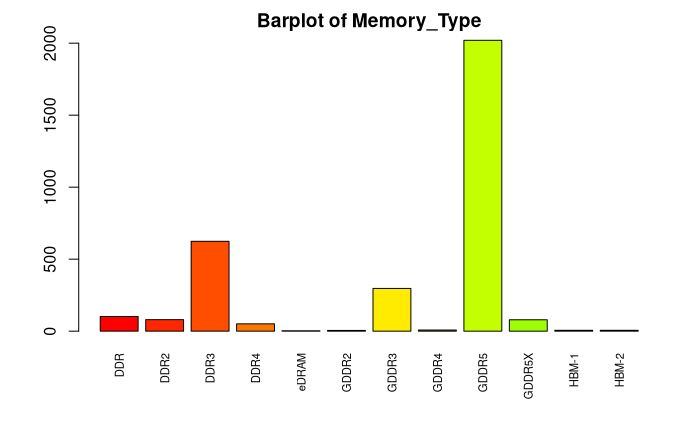 Barplot of Memory_Type
2000
1500
1000
500
0
DDR
DDR2
DDR3
DDR4
eDRAM
GDDR2
GDDR3
GDDR4
GDDR5
GDDR5X
HBM-1
HBM-2